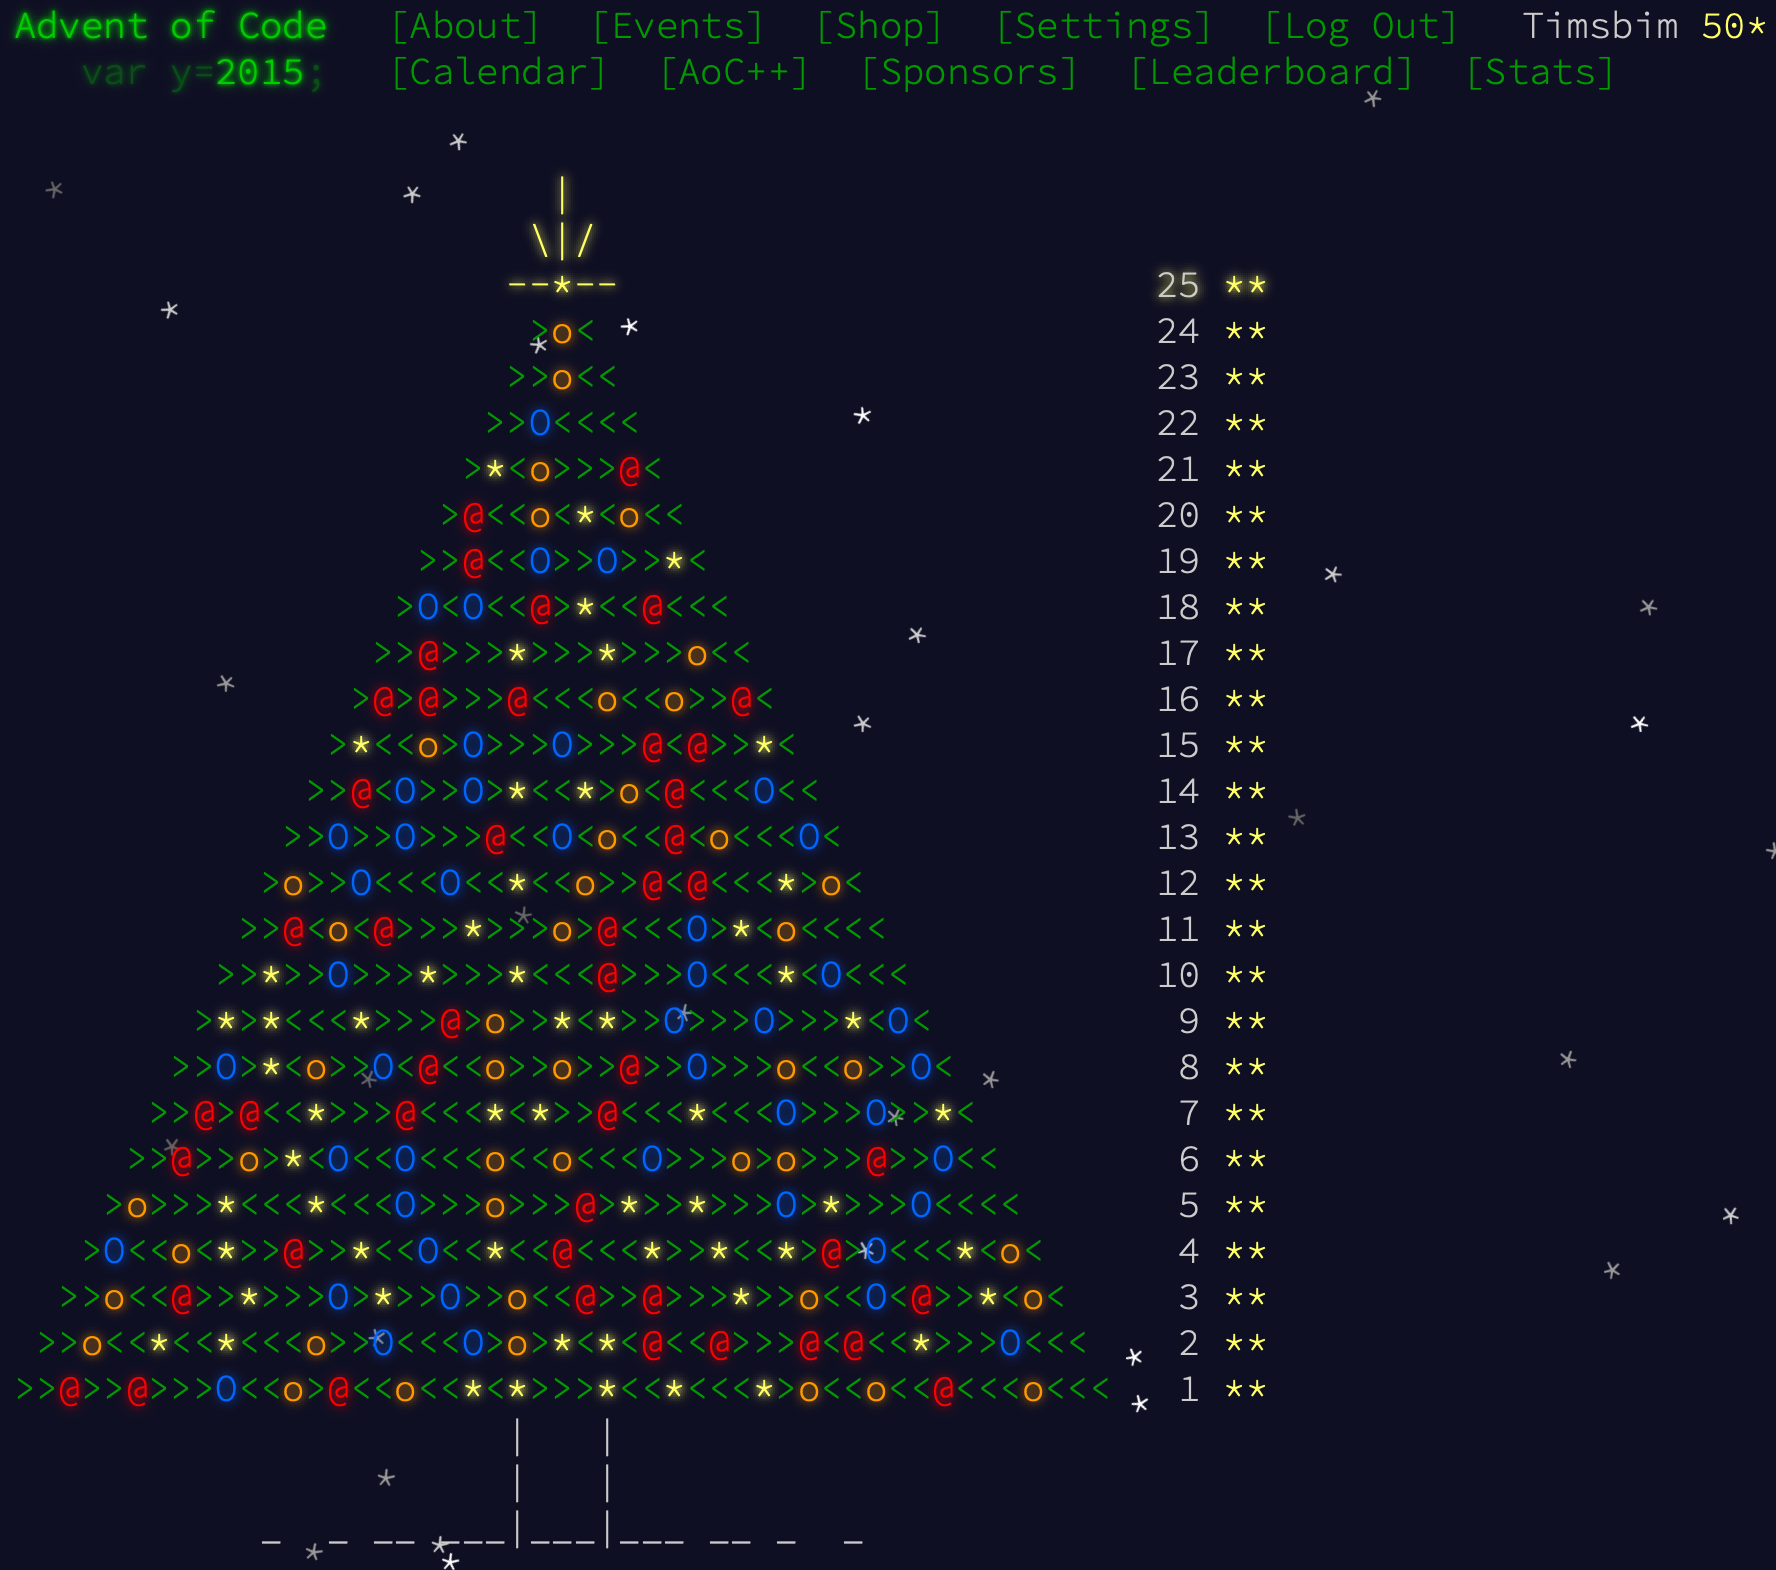 Advent of Code [About] [Events] [Shop] [Settings] [Log Out] Timsbim 50*
var y=2015; [Calendar] [AoC++] [Sponsors] [Leaderboard] [Stats]
|
\|/
--*-- 25 **
>o< 24 **
>>o<< 23 **
>>O<<<< 22 **
>*<o>>>@< 21 **
>@<<o<*<o<< 20 **
>>@<<O>>O>>*< 19 **
>O<O<<@>*<<@<<< 18 **
>>@>>>*>>>*>>>o<< 17 **
>@>@>>>@<<<o<<o>>@< 16 **
>*<<o>O>>>O>>>@<@>>*< 15 **
>>@<O>>O>*<<*>o<@<<<O<< 14 **
>>O>>O>>>@<<O<o<<@<o<<<O< 13 **
>o>>O<<<O<<*<<o>>@<@<<<*>o< 12 **
>>@<o<@>>>*>>>o>@<<<O>*<o<<<< 11 **
>>*>>O>>>*>>>*<<<@>>>O<<<*<O<<< 10 **
>*>*<<<*>>>@>o>>*>*>>O>>>O>>>*<O< 9 **
>>O>*>o>>O<@<<o>>o>>@>>O>>>o<<o>>O< 8 **
>>@>@<<*>>>@<<<*<*>>@<<<*<<<O>>>O>>*< 7 **
>>@>>o>*<O<<O<<<o<<o<<<O>>>o>o>>>@>>O<< 6 **
>o>>>*<<<*<<<O>>>o>>>@>*>>*>>>O>*>>>O<<<< 5 **
>O<<o<*>>@>>*<<O<<*<<@<<<*>>*<<*>@>O<<<*<o< 4 **
>>o<<@>>*>>>O>*>>O>>o<<@>>@>>>*>>o<<O<@>>*<o< 3 **
>>o<<*<<*<<<o>>O<<<O>o>*>*<@<<@>>>@<@<<*>>>O<<< 2 **
>>@>>@>>>O<<o>@<<o<<*<*>>>*<<*<<<*>o<<o<<@<<<o<<< 1 **
| |
| |
_ _ __ ___|___|___ __ _ _